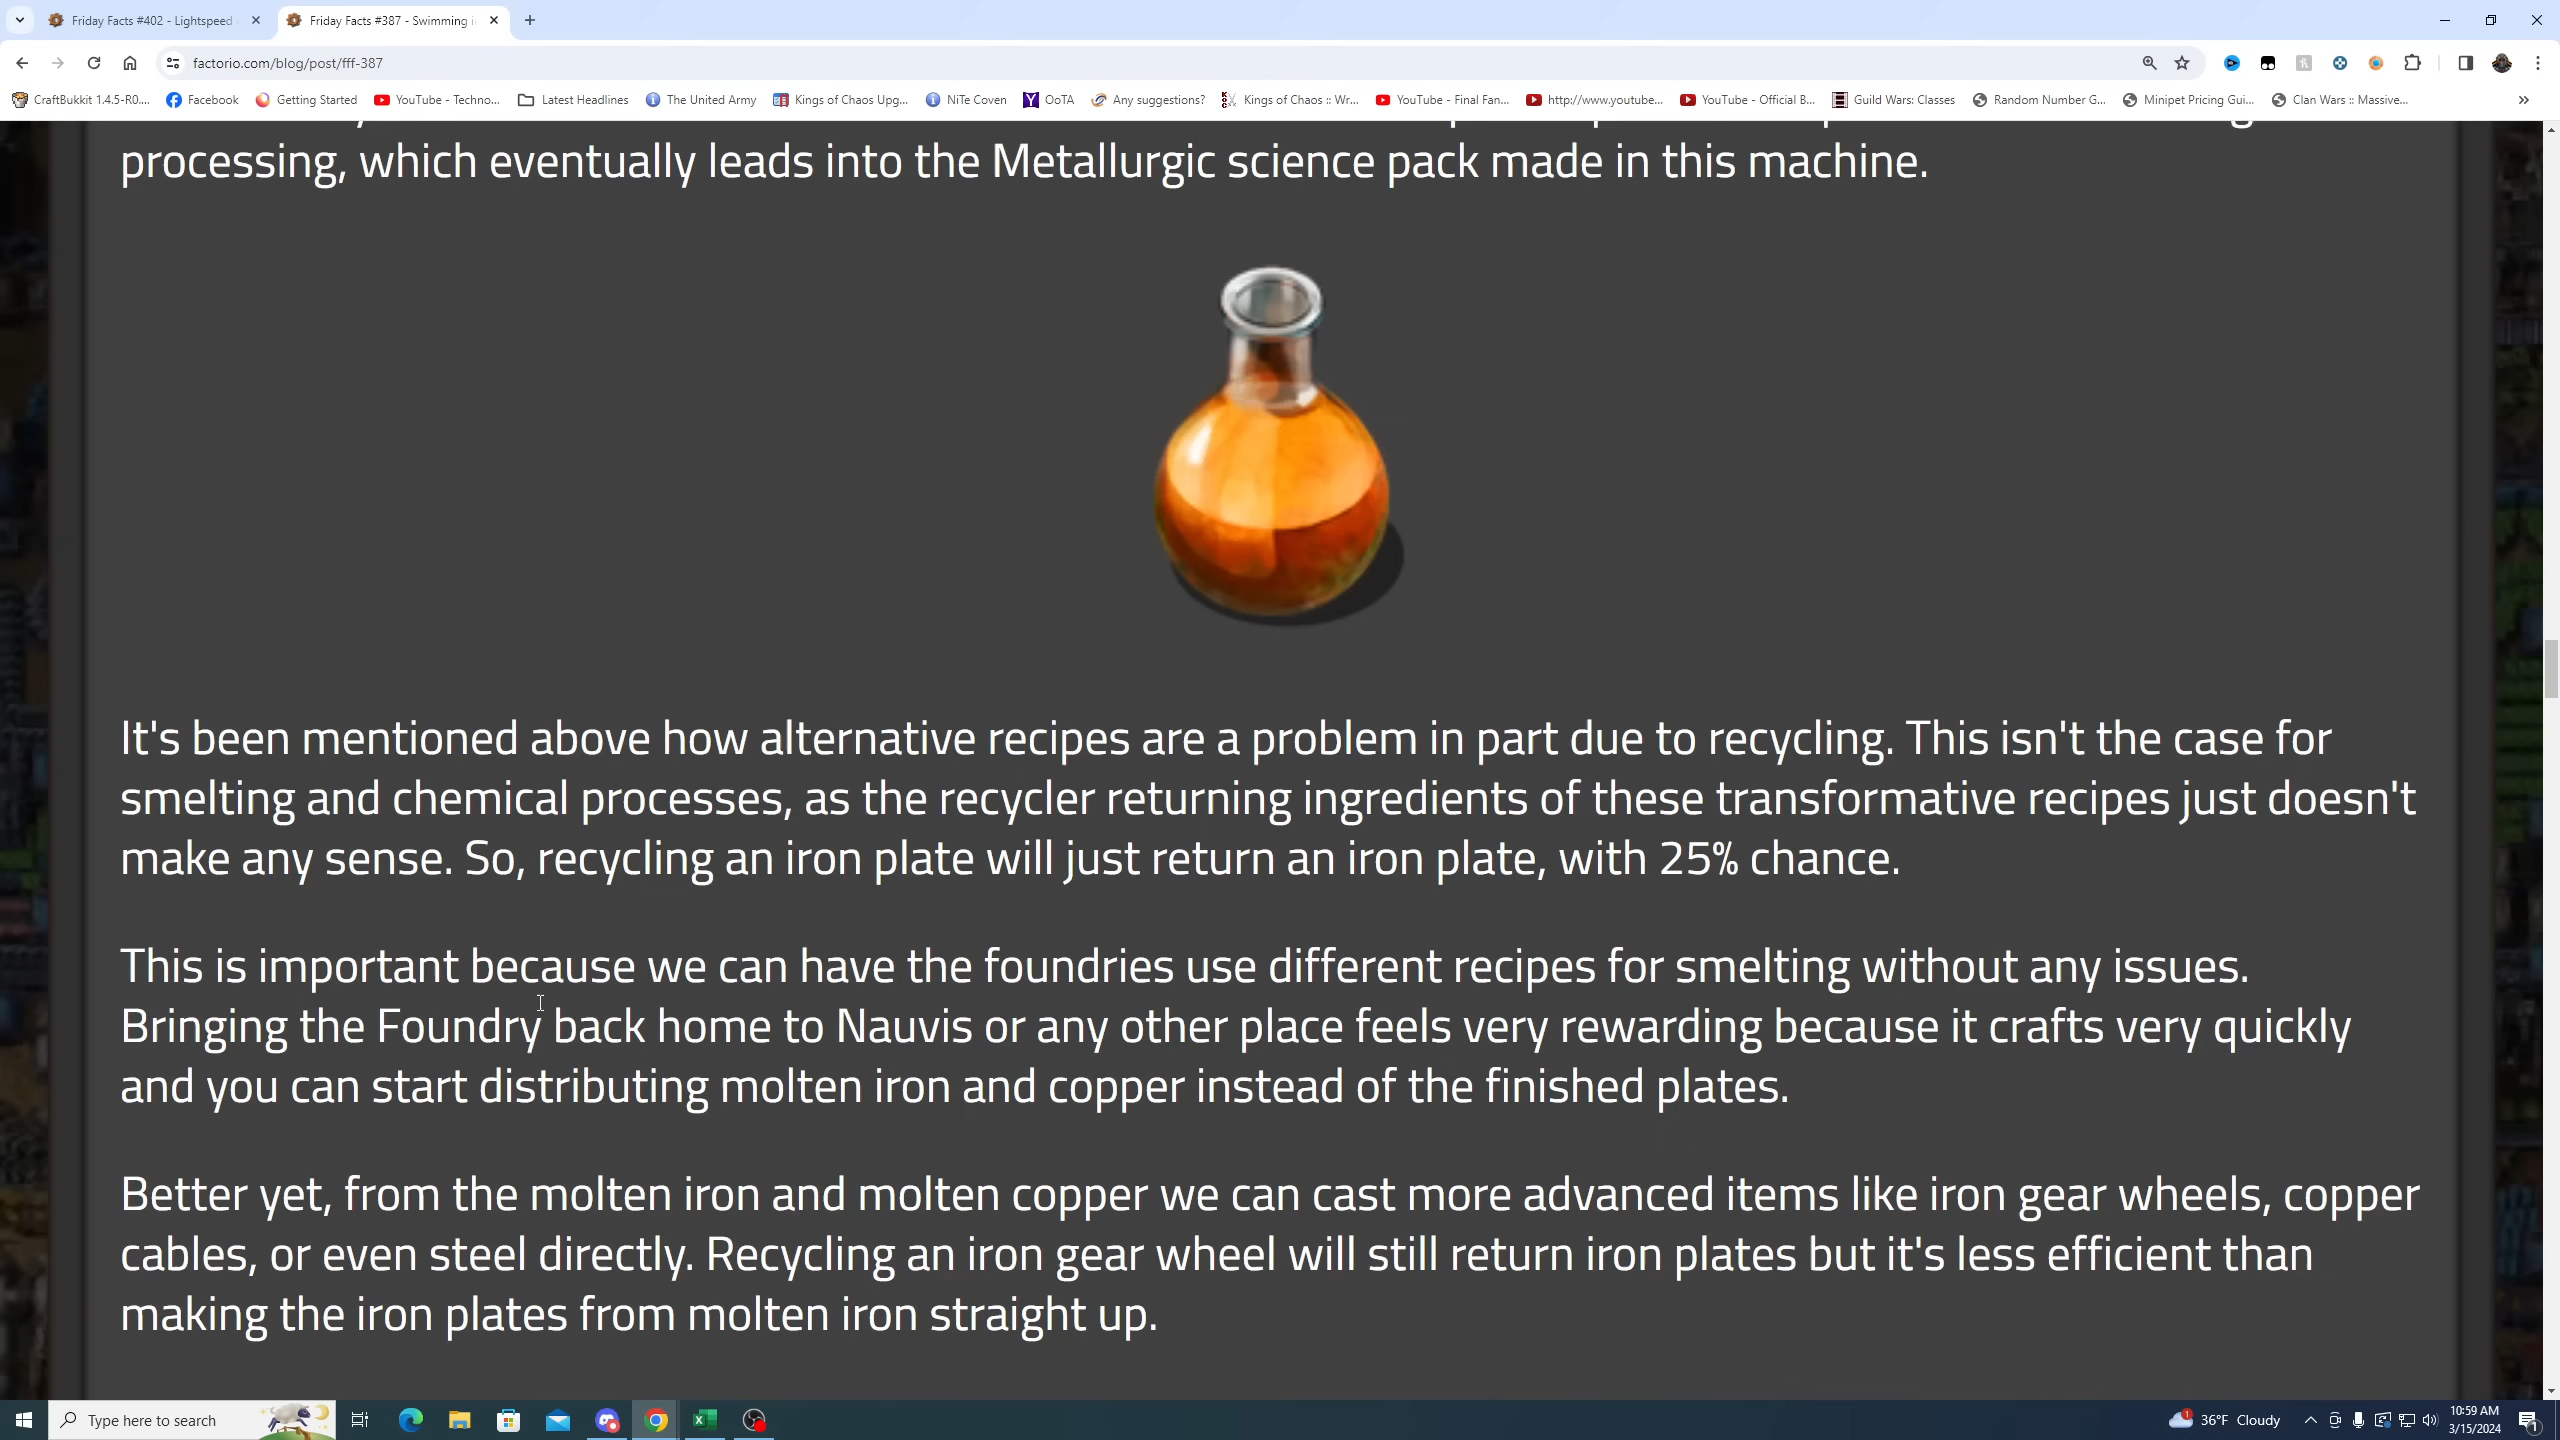 Friday Facts #402 - Lightspeed
Friday Facts #387 - Swimming i
factorio.com/blog/post/fff-387
CraftBukkit 1.4.5-R0....
Facebook
Getting Started
YouTube - Techno...
Latest Headlines
The United Army
Kings of Chaos Upg...
NiTe Coven
OoTA
Any suggestions?
Kings of Chaos :: Wr...
YouTube - Final Fan...
http://www.youtube...
YouTube - Official B...
Guild Wars: Classes
Random Number G...
Minipet Pricing Gui...
Clan Wars :: Massive...
processing, which eventually leads into the Metallurgic science pack made in this machine.
It's been mentioned above how alternative recipes are a problem in part due to recycling. This isn't the case for
smelting and chemical processes, as the recycler returning ingredients of these transformative recipes just doesn't
make any sense. So, recycling an iron plate will just return an iron plate, with 25% chance.
This is important because we can have the foundries use different recipes for smelting without any issues.
Bringing the Foundry back home to Nauvis or any other place feels very rewarding because it crafts very quickly
and you can start distributing molten iron and copper instead of the finished plates.
Better yet, from the molten iron and molten copper we can cast more advanced items like iron gear wheels, copper
cables, or even steel directly. Recycling an iron gear wheel will still return iron plates but it's less efficient than
making the iron plates from molten iron straight up.
Type here to search
36°F Cloudy
10:59 AM
3/15/2024